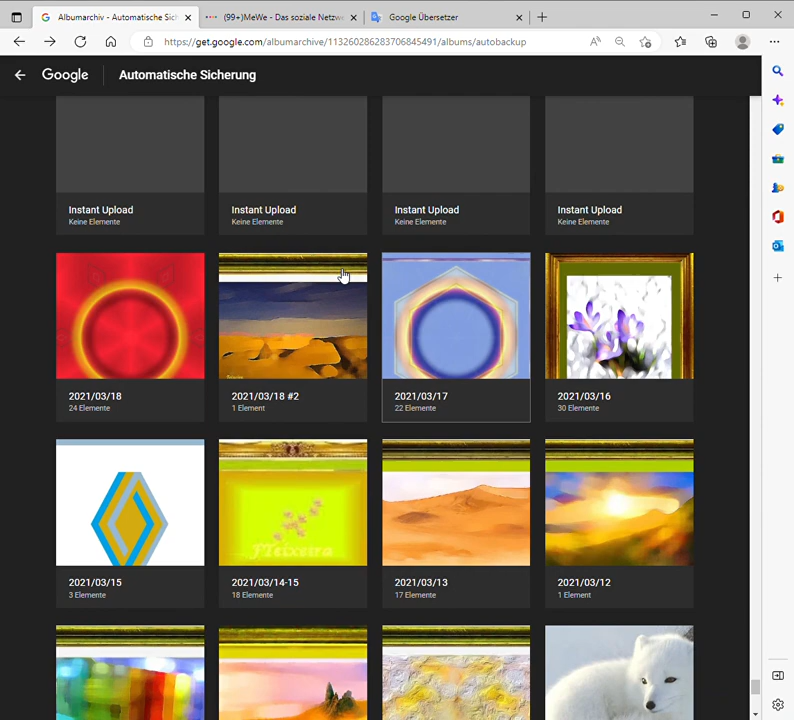 Albumarchiv - Automatische Sich
(99+)MeWe - Das soziale Netzwe
Google Übersetzer
https://get.google.com/albumarchive/113260286283706845491/albums/autobackup
Google
Automatische Sicherung
Instant Upload
Keine Elemente
Instant Upload
Keine Elemente
Instant Upload
Keine Elemente
Instant Upload
Keine Elemente
2021/03/18
24 Elemente
2021/03/18 #2
1 Element
2021/03/17
22 Elemente
2021/03/16
30 Elemente
JTeixeira
2021/03/15
3 Elemente
2021/03/14-15
18 Elemente
2021/03/13
17 Elemente
2021/03/12
1 Element